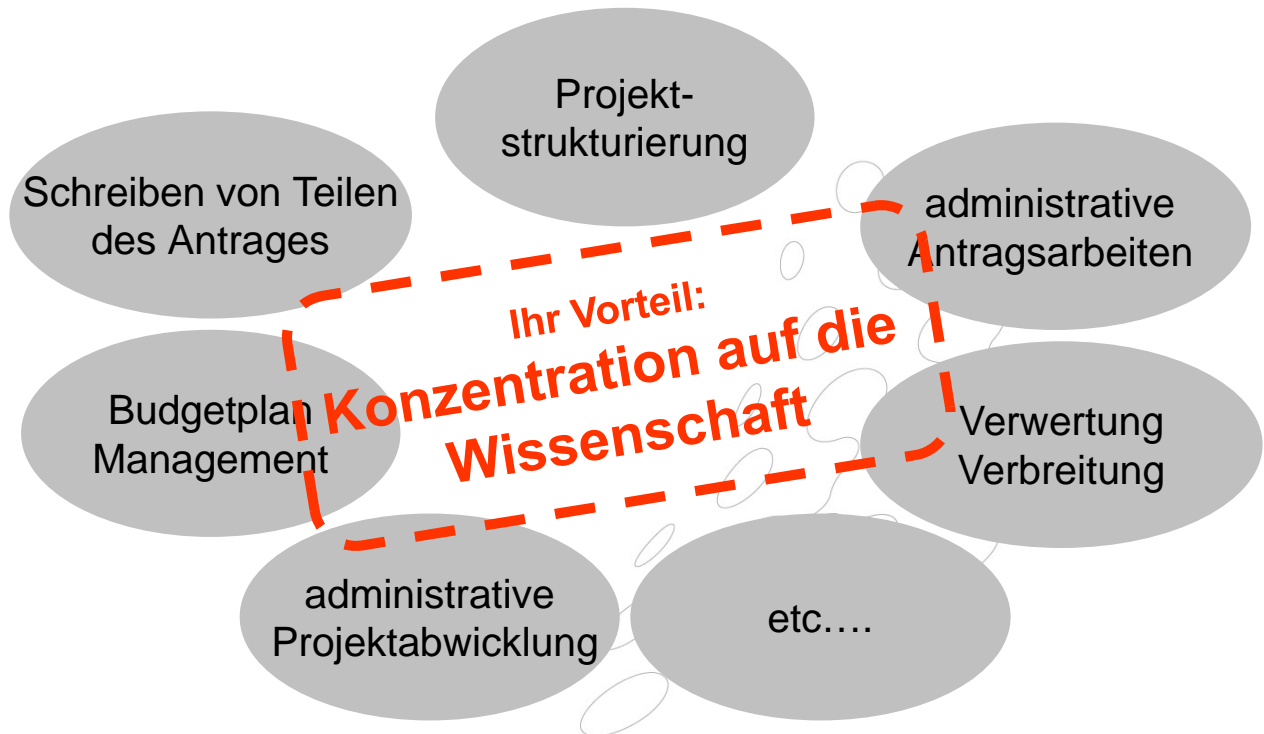 Projekt-
strukturierung
Schreiben von Teilen
des Antrages
administrative
Antragsarbeiten
Ihr Vorteil:
Konzentration auf die
Wissenschaft
Budgetplan
Management
Verwertung
Verbreitung
administrative
Projektabwicklung
etc….